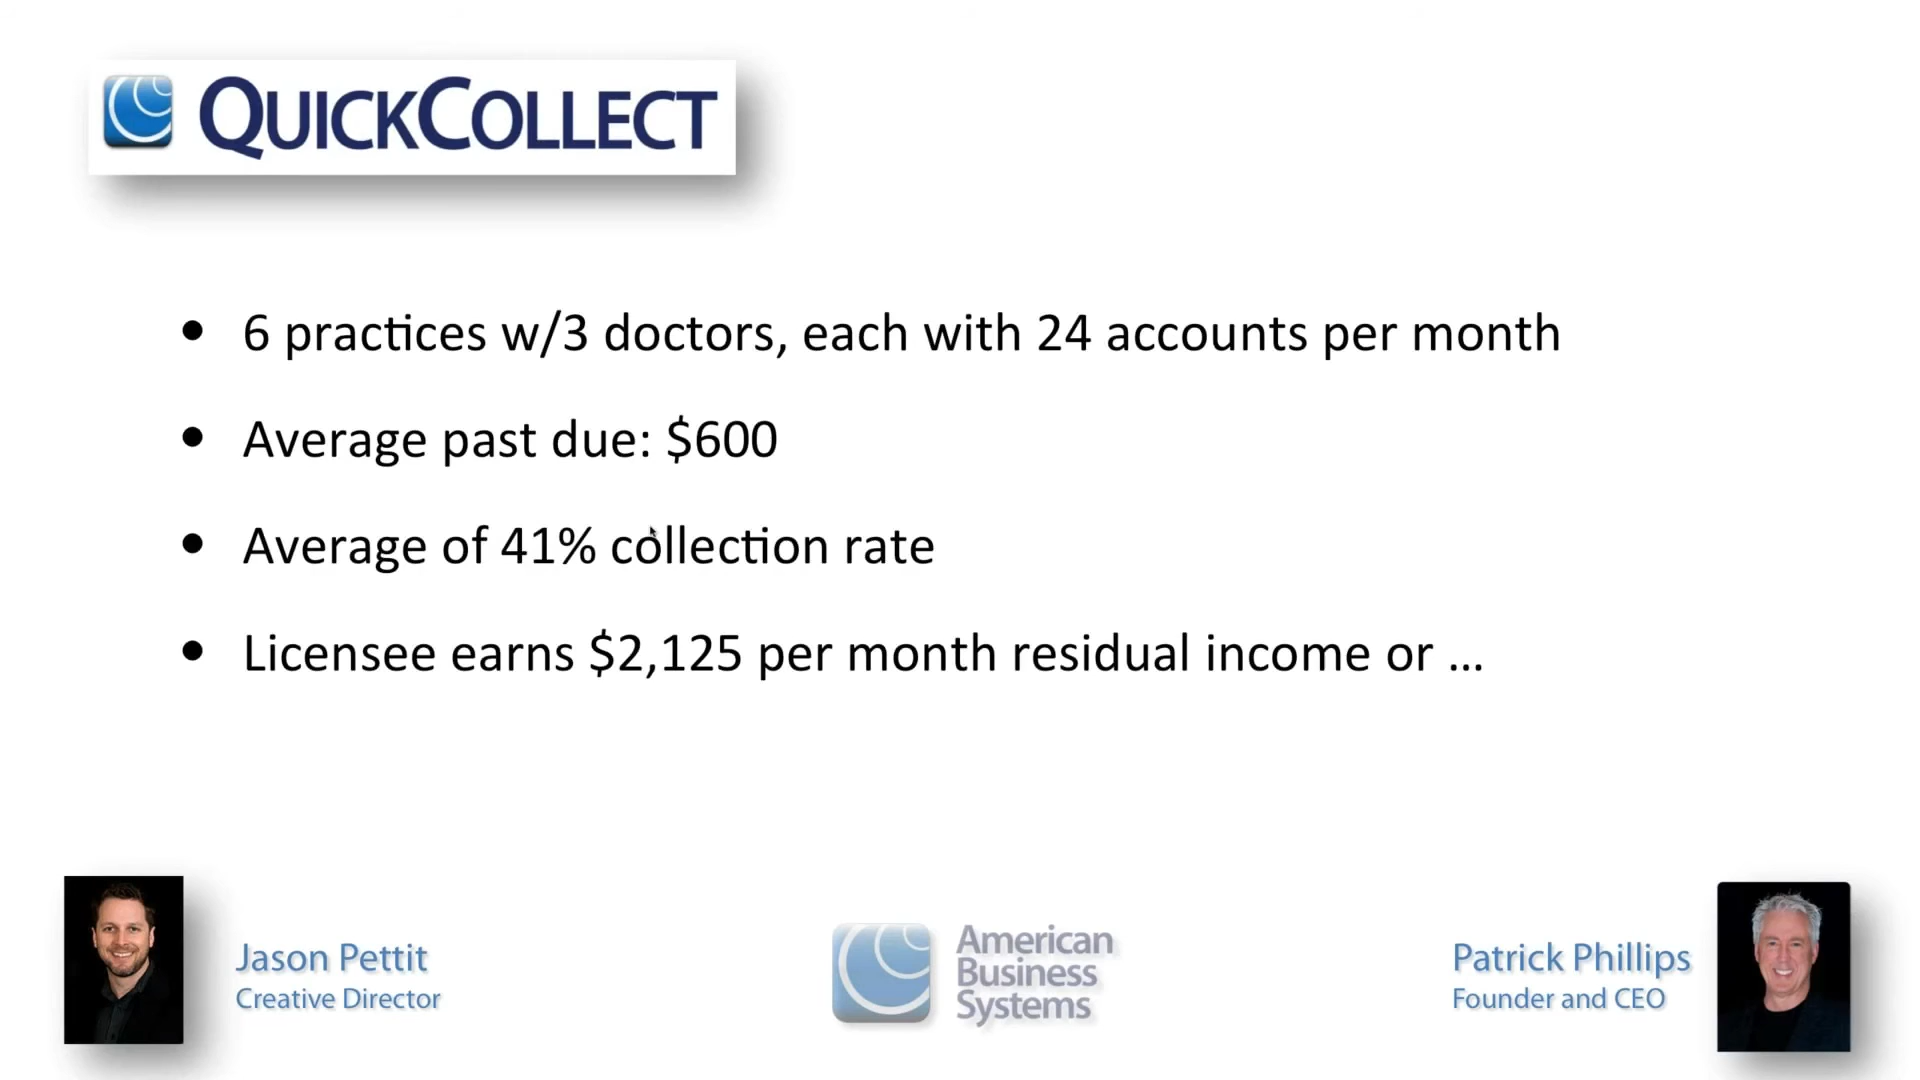 QUICKCOLLECT
• 6 practices w/3 doctors, each with 24 accounts per month
• Average past due: $600
• Average of 41% collection rate
• Licensee earns $2,125 per month residual income or ...
Jason Pettit
Creative Director
American
Business
Systems
Patrick Phillips
Founder and CEO